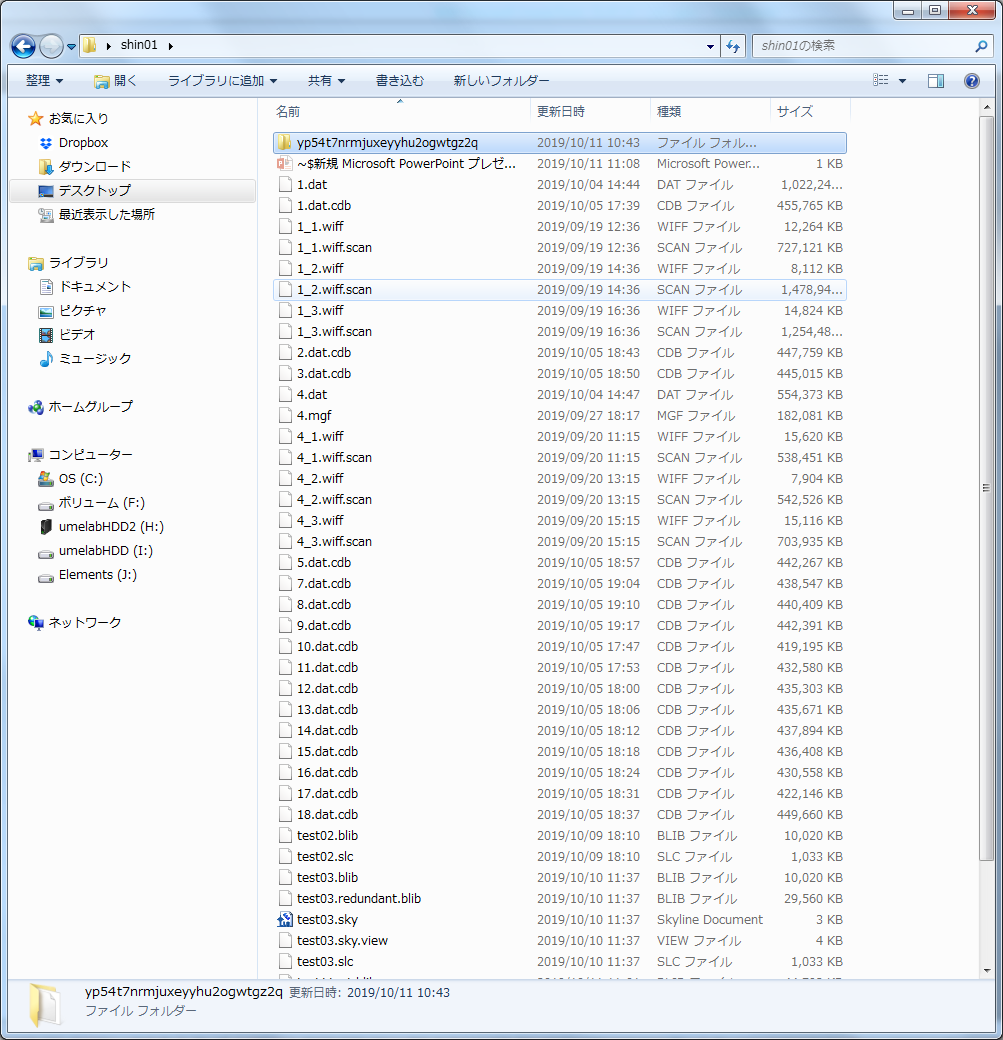 shin01
shin01の検索
整理 開く ライブラリに追加 共有 書き込む 新しいフォルダー
お気に入り
Dropbox
ダウンロード
デスクトップ
最近表示した場所
ライブラリ
ドキュメント
ピクチャ
ビデオ
ミュージック
ホームグループ
コンピューター
OS (C:)
ボリューム (F:)
umelabHDD2 (H:)
umelabHDD (I:)
Elements (J:)
ネットワーク
名前 更新日時 種類 サイズ
yp54t7nrmjuxeyyhu2ogwtgz2q 2019/10/11 10:43 ファイル フォル...
~$新規 Microsoft PowerPoint プレゼ... 2019/10/11 11:08 Microsoft Power... 1 KB
1.dat 2019/10/04 14:44 DAT ファイル 1,022,24...
1.dat.cdb 2019/10/05 17:39 CDB ファイル 455,765 KB
1_1.wiff 2019/09/19 12:36 WIFF ファイル 12,264 KB
1_1.wiff.scan 2019/09/19 12:36 SCAN ファイル 727,121 KB
1_2.wiff 2019/09/19 14:36 WIFF ファイル 8,112 KB
1_2.wiff.scan 2019/09/19 14:36 SCAN ファイル 1,478,94...
1_3.wiff 2019/09/19 16:36 WIFF ファイル 14,824 KB
1_3.wiff.scan 2019/09/19 16:36 SCAN ファイル 1,254,48...
2.dat.cdb 2019/10/05 18:43 CDB ファイル 447,759 KB
3.dat.cdb 2019/10/05 18:50 CDB ファイル 445,015 KB
4.dat 2019/10/04 14:47 DAT ファイル 554,373 KB
4.mgf 2019/09/27 18:17 MGF ファイル 182,081 KB
4_1.wiff 2019/09/20 11:15 WIFF ファイル 15,620 KB
4_1.wiff.scan 2019/09/20 11:15 SCAN ファイル 538,451 KB
4_2.wiff 2019/09/20 13:15 WIFF ファイル 7,904 KB
4_2.wiff.scan 2019/09/20 13:15 SCAN ファイル 542,526 KB
4_3.wiff 2019/09/20 15:15 WIFF ファイル 15,116 KB
4_3.wiff.scan 2019/09/20 15:15 SCAN ファイル 703,935 KB
5.dat.cdb 2019/10/05 18:57 CDB ファイル 442,267 KB
7.dat.cdb 2019/10/05 19:04 CDB ファイル 438,547 KB
8.dat.cdb 2019/10/05 19:10 CDB ファイル 440,409 KB
9.dat.cdb 2019/10/05 19:17 CDB ファイル 442,391 KB
10.dat.cdb 2019/10/05 17:47 CDB ファイル 419,195 KB
11.dat.cdb 2019/10/05 17:53 CDB ファイル 432,580 KB
12.dat.cdb 2019/10/05 18:00 CDB ファイル 435,303 KB
13.dat.cdb 2019/10/05 18:06 CDB ファイル 435,671 KB
14.dat.cdb 2019/10/05 18:12 CDB ファイル 437,894 KB
15.dat.cdb 2019/10/05 18:18 CDB ファイル 436,408 KB
16.dat.cdb 2019/10/05 18:24 CDB ファイル 430,558 KB
17.dat.cdb 2019/10/05 18:31 CDB ファイル 422,146 KB
18.dat.cdb 2019/10/05 18:37 CDB ファイル 449,660 KB
test02.blib 2019/10/09 18:10 BLIB ファイル 10,020 KB
test02.slc 2019/10/09 18:10 SLC ファイル 1,033 KB
test03.blib 2019/10/10 11:37 BLIB ファイル 10,020 KB
test03.redundant.blib 2019/10/10 11:37 BLIB ファイル 29,560 KB
test03.sky 2019/10/10 11:37 Skyline Document 3 KB
test03.sky.view 2019/10/10 11:37 VIEW ファイル 4 KB
test03.slc 2019/10/10 11:37 SLC ファイル 1,033 KB
yp54t7nrmjuxeyyhu2ogwtgz2q 更新日時: 2019/10/11 10:43
ファイル フォルダー